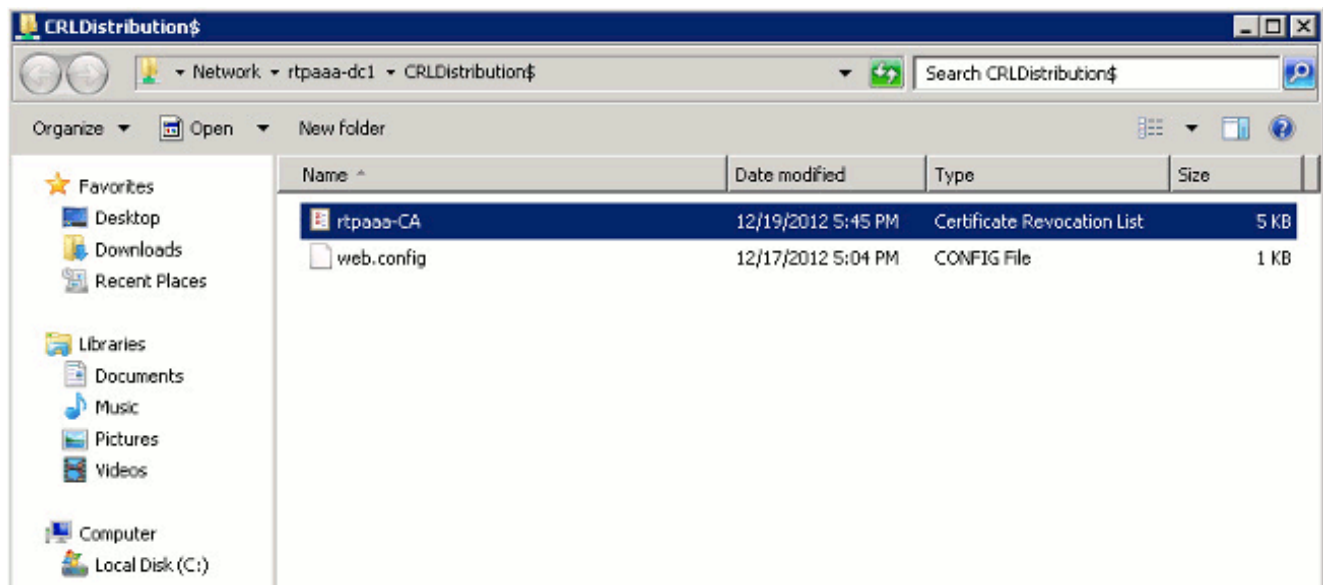 CRLDistribution$
Network rtpaaa-dc1 CRLDistribution$ Search CRLDistribution$
Organize Open New folder
Name Date modified Type Size
rtpaaa-CA 12/19/2012 5:45 PM Certificate Revocation List 5 KB
web.config 12/17/2012 5:04 PM CONFIG File 1 KB
Favorites
Desktop
Downloads
Recent Places
Libraries
Documents
Music
Pictures
Videos
Computer
Local Disk (C:)